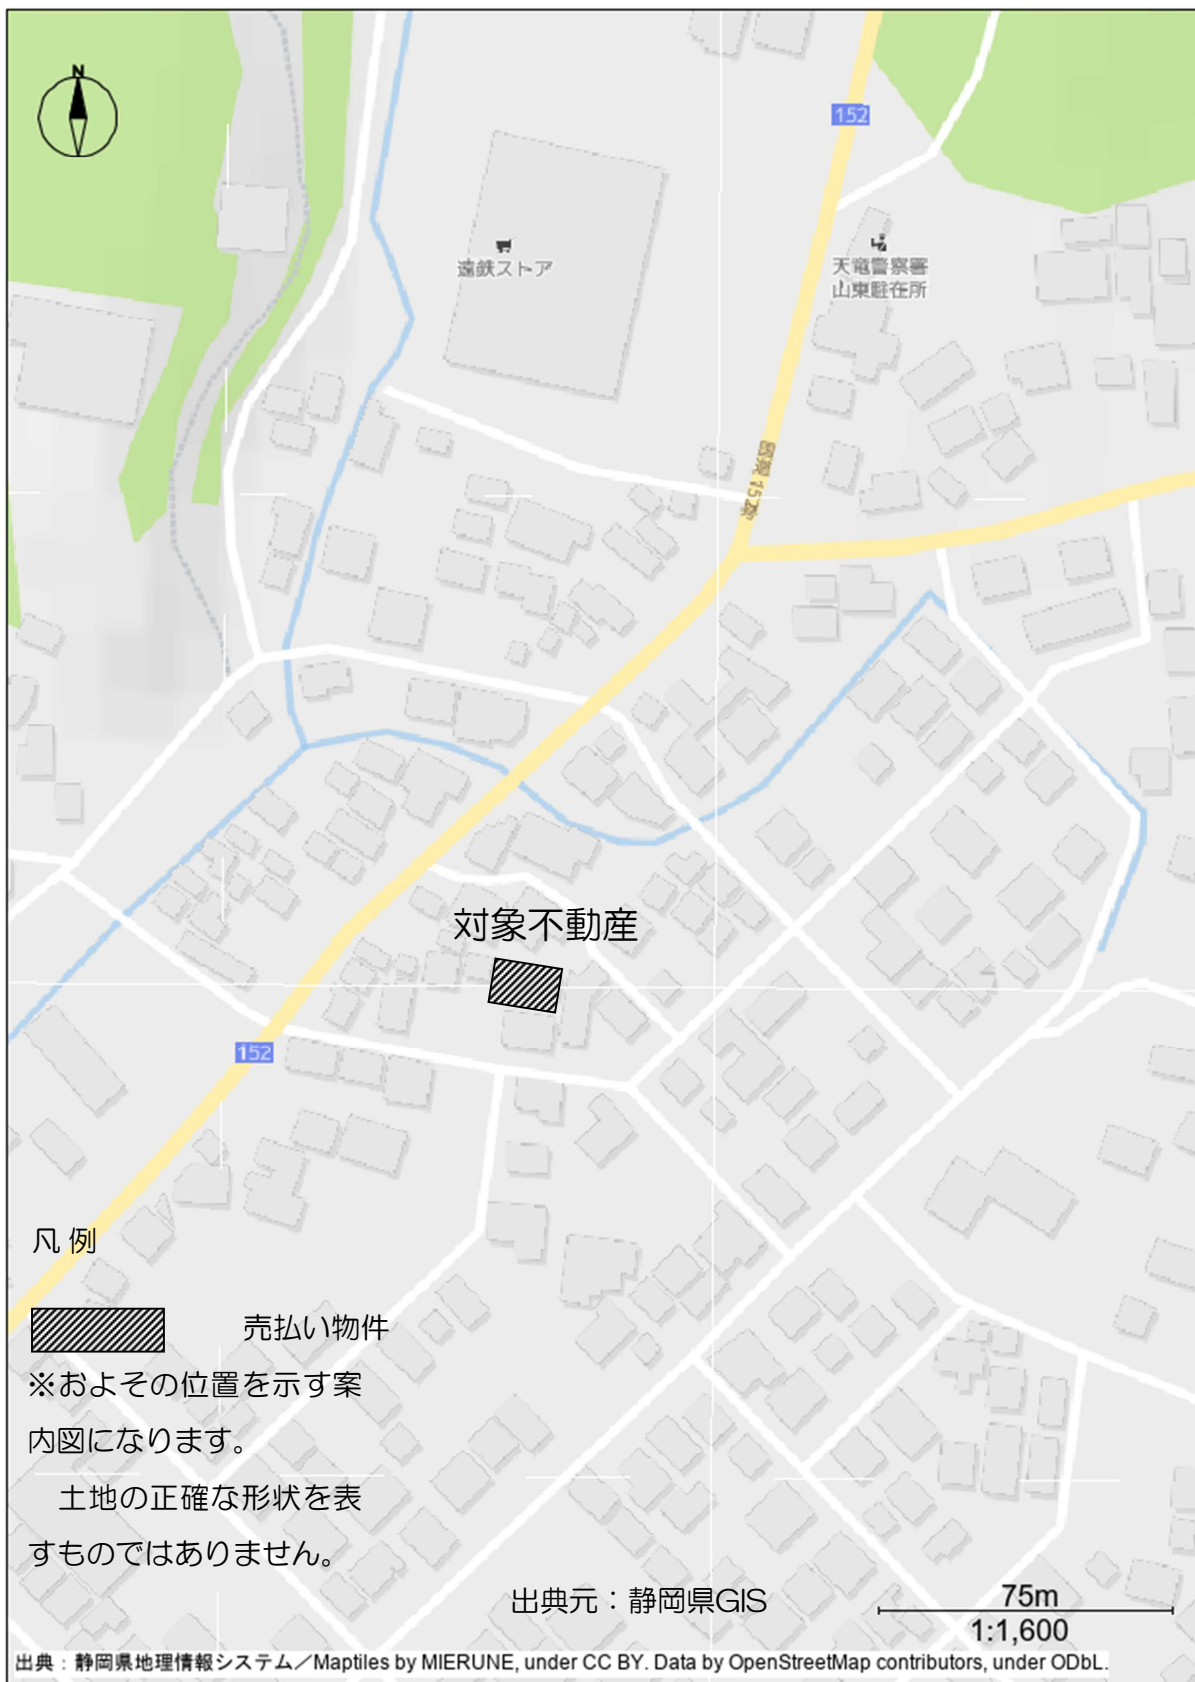 N
152
遠鉄ストア
天竜警察署
山東駐在所
国道152号
対象不動産
152
凡 例
売払い物件
※およその位置を示す案
内図になります。
土地の正確な形状を表
すものではありません。
出典元：静岡県GIS
75m
1:1,600
出典：静岡県地理情報システム／Maptiles by MIERUNE, under CC BY. Data by OpenStreetMap contributors, under ODbL.